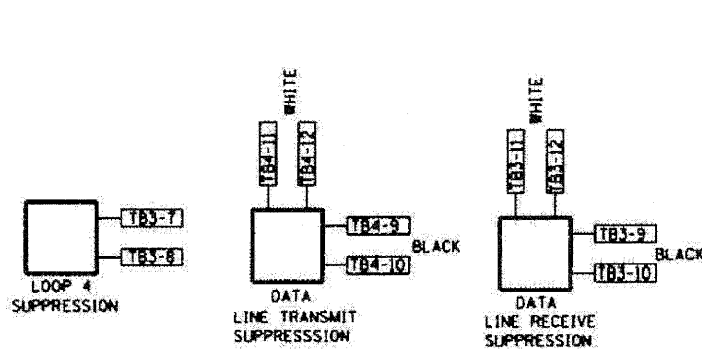 WHITE
TB4-11
TB4-12
WHITE
TB3-11
TB3-12
TB3-7
TB3-8
LOOP 4
SUPPRESSION
TB4-9
TB4-10
BLACK
DATA
LINE TRANSMIT
SUPPRESSSION
TB3-9
TB3-10
BLACK
DATA
LINE RECEIVE
SUPPRESSION